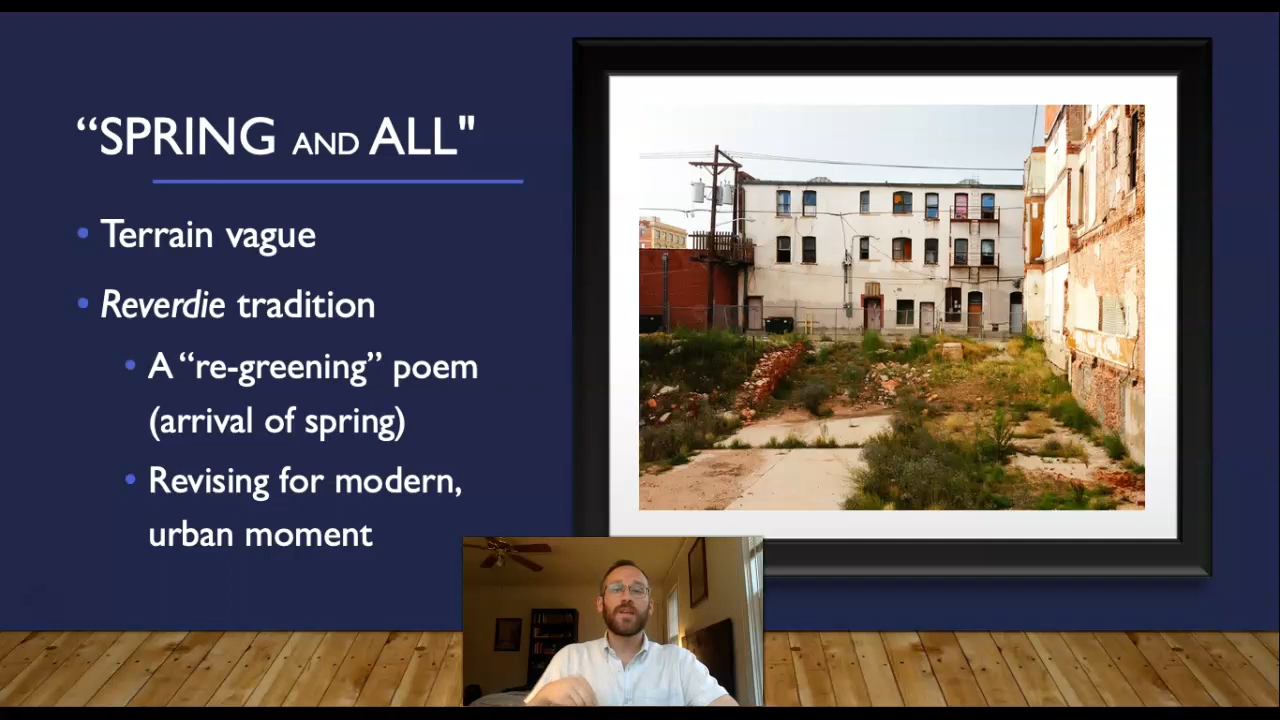 “SPRING AND ALL"
• Terrain vague
• Reverdie tradition
• A “re-greening” poem
(arrival of spring)
• Revising for modern,
urban moment